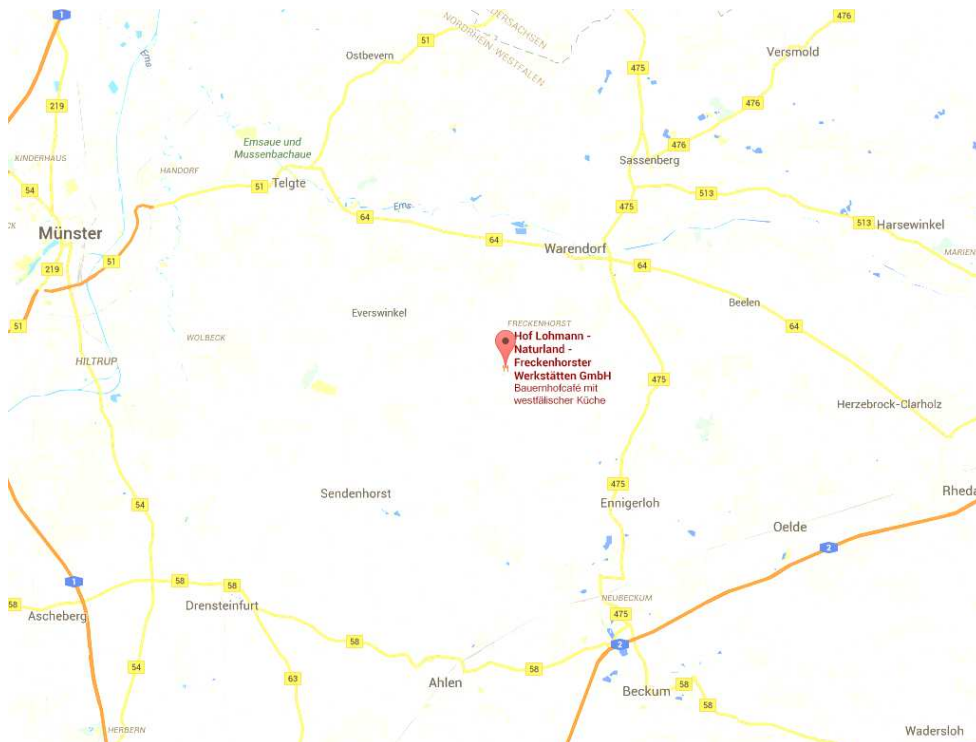 1
476
DERSACHSEN
NORDRHEIN-WESTFALEN
51
Ostbevern
Versmold
Ems
475
219
476
Emsaue und
Mussenbachaue
476
KINDERHAUS
HANDORF
Sassenberg
54
51
Telgte
513
475
Ems
64
513
Harsewinkel
Münster
64
Warendorf
MARIEN
51
219
64
Beelen
Everswinkel
51
FRECKENHORST
64
WOLBECK
Hof Lohmann -
Naturland -
Freckenhorster
Werkstätten GmbH
Bauernhofcafé mit
westfälischer Küche
HILTRUP
475
Herzebrock-Clarholz
475
Sendenhorst
Rheda
54
Ennigerloh
Oelde
2
1
58
58
58
NEUBECKUM
Ascheberg
Drensteinfurt
475
58
2
54
58
63
Ahlen
58
Beckum
58
HERBERN
Wadersloh